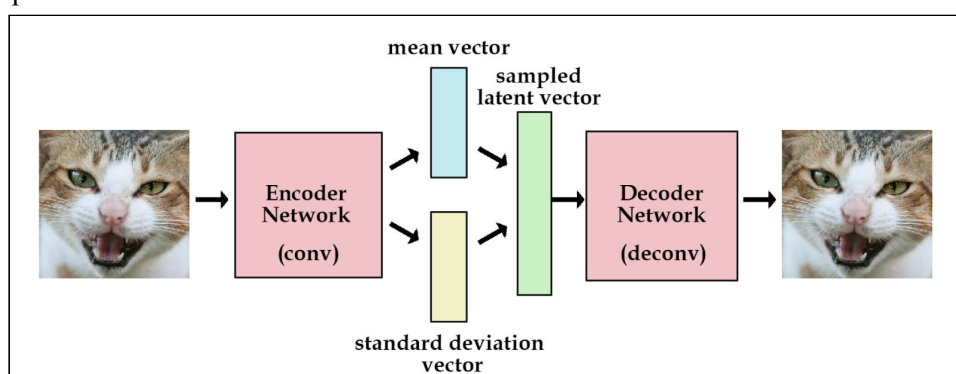 mean vector
sampled
latent vector
Encoder
Network
(conv)
Decoder
Network
(deconv)
standard deviation
vector